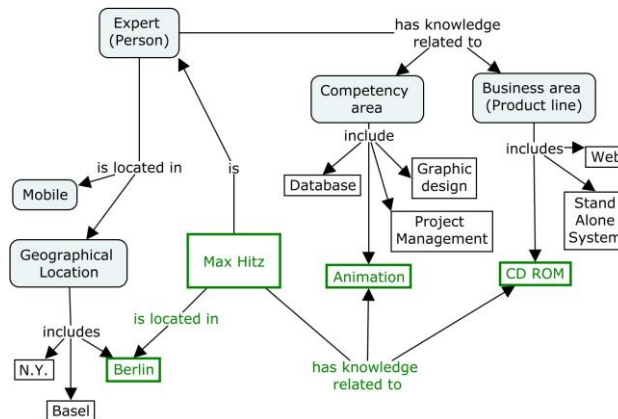 Expert
(Person)
has knowledge
related to
Competency
area
Business area
(Product line)
include
includes
Web
is located in
is
Database
Graphic
design
Mobile
Project
Management
Stand
Alone
System
Geographical
Location
Max Hitz
Animation
CD ROM
is located in
includes
has knowledge
related to
N.Y.
Berlin
Basel